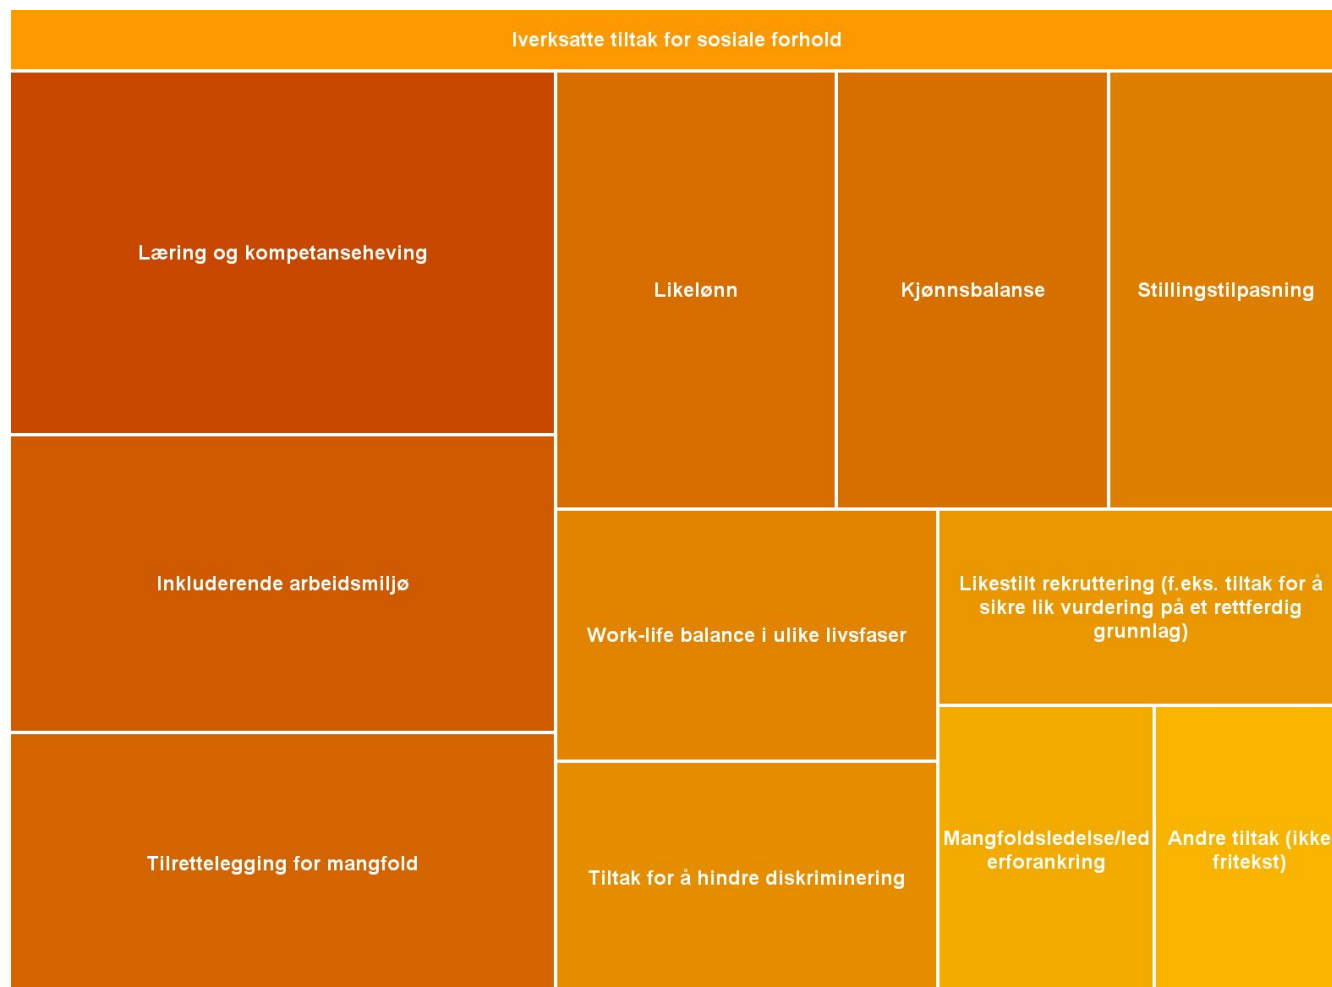 Iverksatte tiltak for sosiale forhold
Læring og kompetanseheving
Likelønn
Kjønnsbalanse
Stillingstilpasning
Inkluderende arbeidsmiljø
Work-life balance i ulike livsfaser
Likestilt rekruttering (f.eks. tiltak for å
sikre lik vurdering på et rettferdig
grunnlag)
Tilrettelegging for mangfold
Tiltak for å hindre diskriminering
Mangfoldsledelse/led
erforankring
Andre tiltak (ikke
fritekst)